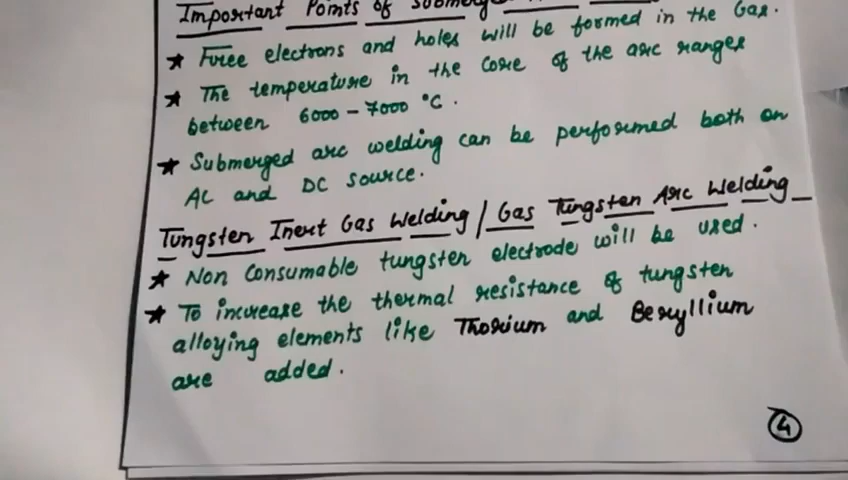 Important Points of Submerge
★ Free electrons and holes will be formed in the Gas.
★ The temperature in the core of the arc ranges
between 6000 - 7000 °C.
★ Submerged arc welding can be performed both on
AC and DC source.
Tungsten Inert Gas Welding / Gas Tungsten Arc Welding
★ Non Consumable tungsten electrode will be used.
★ To increase the thermal resistance of tungsten
alloying elements like Thorium and Beryllium
are added.
4